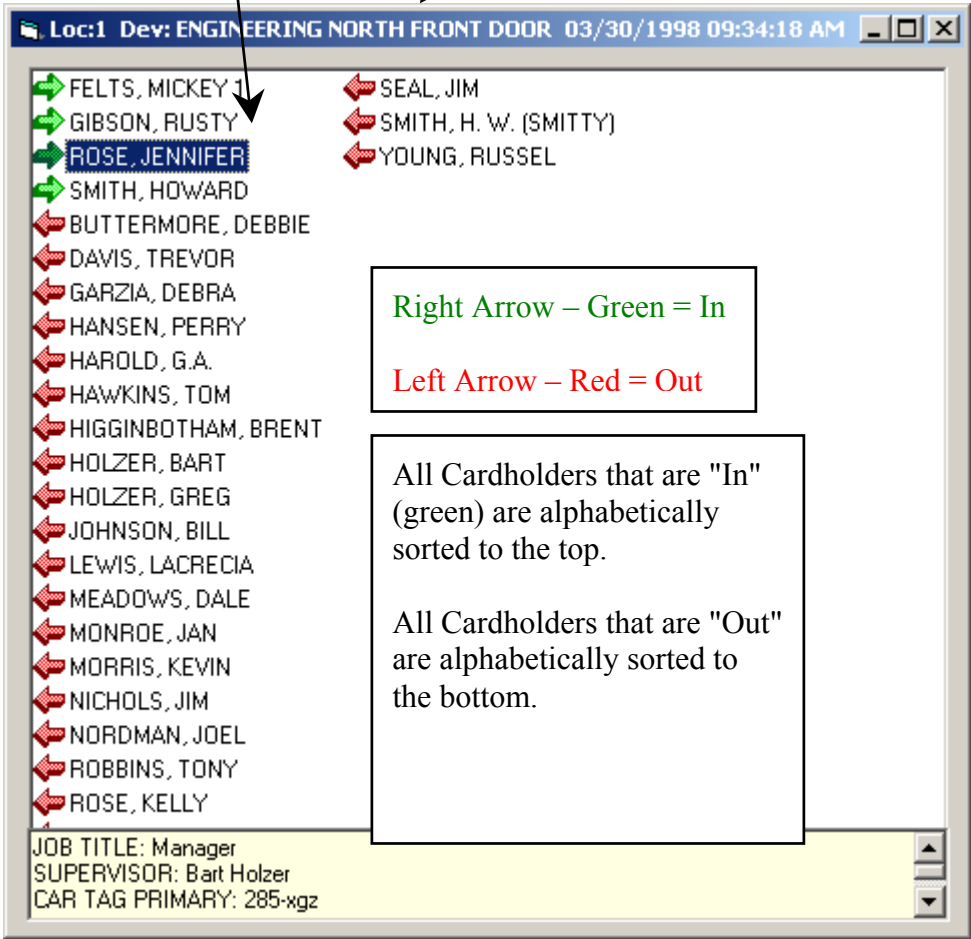 Loc:1 Dev: ENGINEERING NORTH FRONT DOOR 03/30/1998 09:34:18 AM
FELTS, MICKEY 1
GIBSON, RUSTY
ROSE, JENNIFER
SMITH, HOWARD
BUTTERMORE, DEBBIE
DAVIS, TREVOR
GARZIA, DEBRA
HANSEN, PERRY
HAROLD, G.A.
HAWKINS, TOM
HIGGINBOTHAM, BRENT
HOLZER, BART
HOLZER, GREG
JOHNSON, BILL
LEWIS, LACRECIA
MEADOWS, DALE
MONROE, JAN
MORRIS, KEVIN
NICHOLS, JIM
NORDMAN, JOEL
ROBBINS, TONY
ROSE, KELLY
SEAL, JIM
SMITH, H. W. (SMITTY)
YOUNG, RUSSEL
Right Arrow – Green = In
Left Arrow – Red = Out
All Cardholders that are "In"
(green) are alphabetically
sorted to the top.
All Cardholders that are "Out"
are alphabetically sorted to
the bottom.
JOB TITLE: Manager
SUPERVISOR: Bart Holzer
CAR TAG PRIMARY: 285-xgz